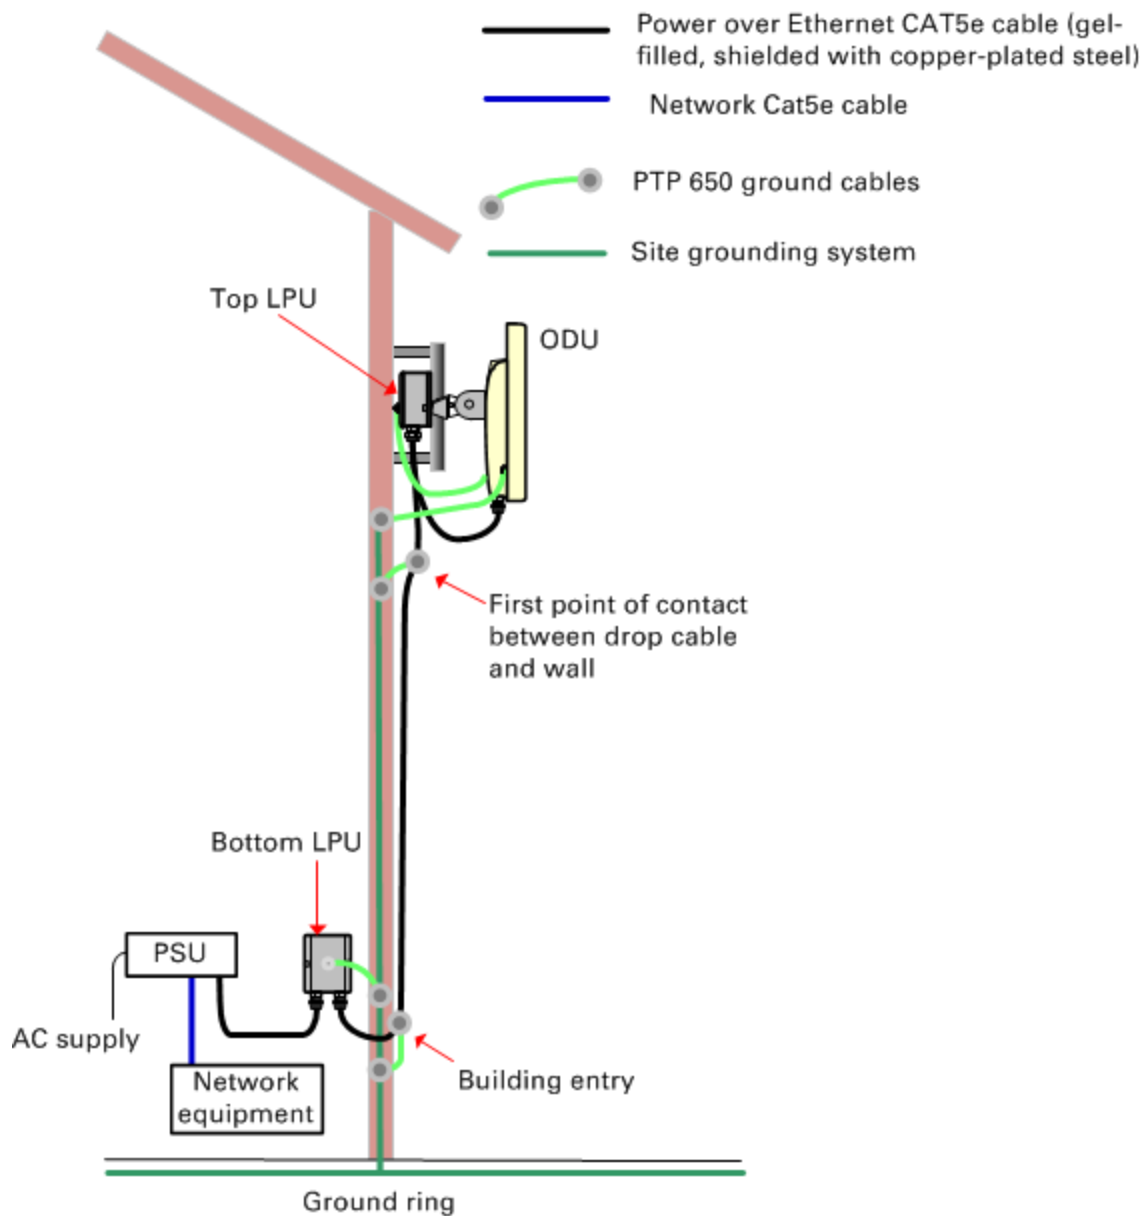 Power over Ethernet CAT5e cable (gel-
filled, shielded with copper-plated steel)
Network Cat5e cable
PTP 650 ground cables
Site grounding system
Top LPU
ODU
First point of contact
between drop cable
and wall
Bottom LPU
PSU
AC supply
Network
equipment
Building entry
Ground ring